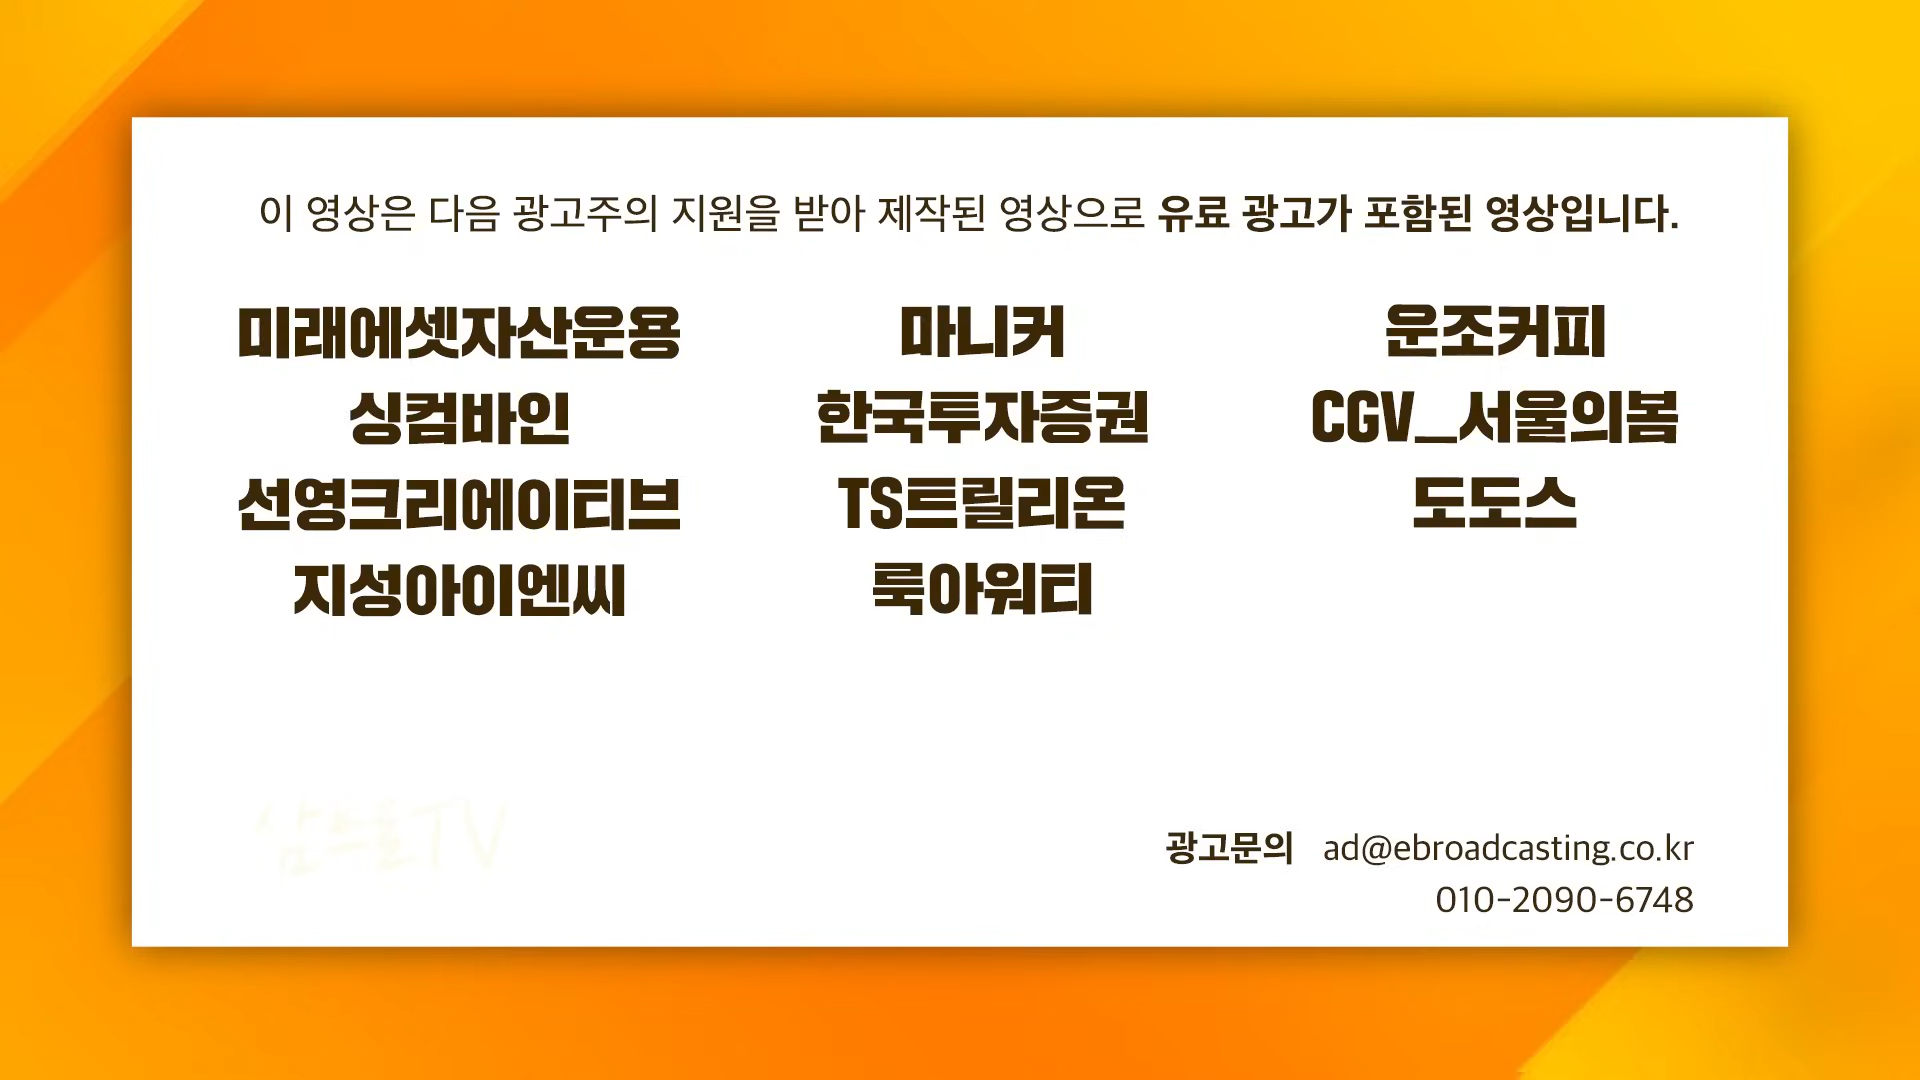 이 영상은 다음 광고주의 지원을 받아 제작된 영상으로 유료 광고가 포함된 영상입니다.
미래에셋자산운용
싱컴바인
선영크리에이티브
지성아이엔씨
마니커
한국투자증권
TS트릴리온
룩아워티
운조커피
CGV_서울의봄
도도스
삼프로TV
광고문의 ad@ebroadcasting.co.kr
010-2090-6748